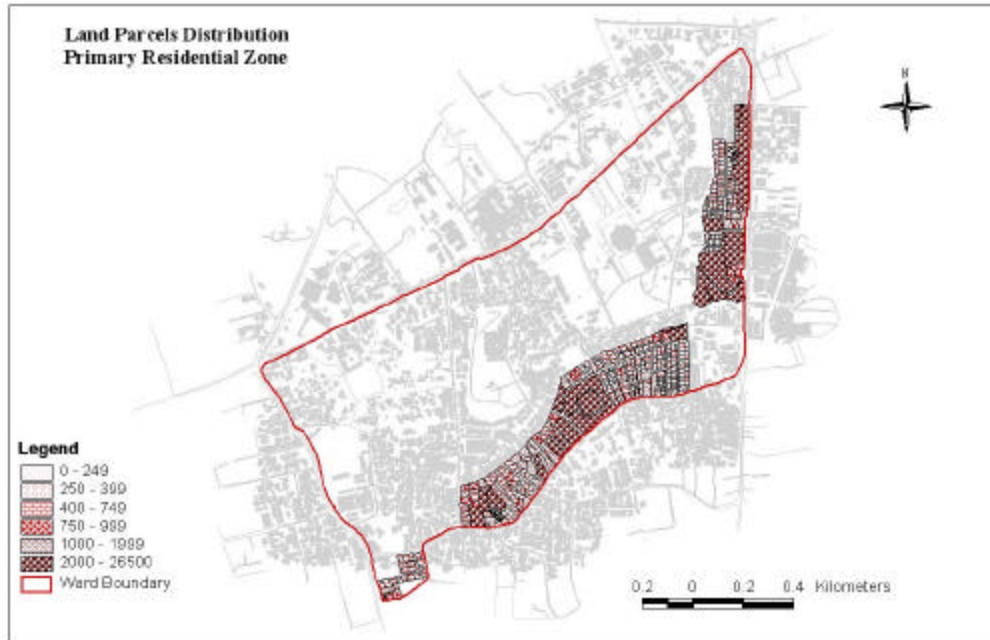 Land Parcels Distribution
Primary Residential Zone
N
Legend
0 - 249
250 - 399
400 - 749
750 - 999
1000 - 1999
2000 - 26500
Ward Boundary
0.2 0 0.2 0.4 Kilometers